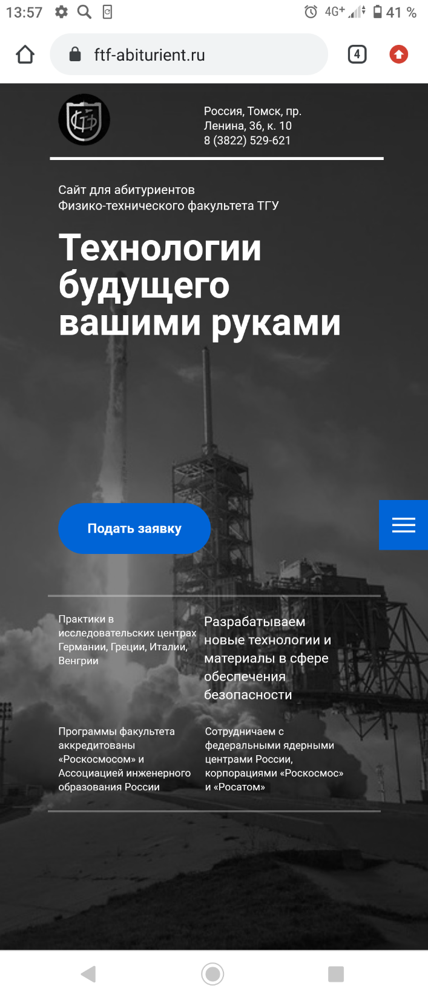 13:57
4G+
41 %
ftf-abiturient.ru
4
Россия, Томск, пр.
Ленина, 36, к. 10
8 (3822) 529-621
Сайт для абитуриентов
Физико-технического факультета ТГУ
Технологии
будущего
вашими руками
Подать заявку
Практики в
исследовательских центрах
Германии, Греции, Италии,
Венгрии
Разрабатываем
новые технологии и
материалы в сфере
обеспечения
безопасности
Программы факультета
аккредитованы
«Роскосмосом» и
Ассоциацией инженерного
образования России
Сотрудничаем с
федеральными ядерными
центрами России,
корпорациями «Роскосмос»
и «Росатом»